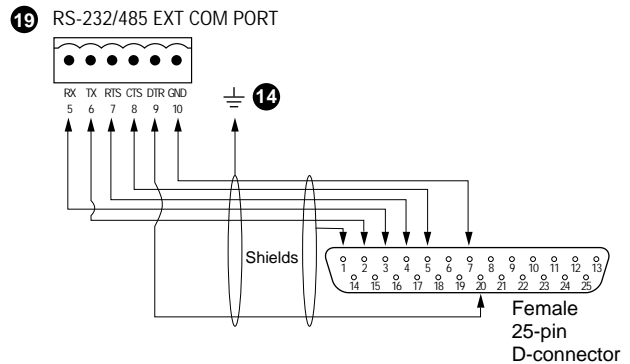 19 RS-232/485 EXT COM PORT
RX TX RTS CTS DTR GND
5 6 7 8 9 10
14
Shields
1 2 3 4 5 6 7 8 9 10 11 12 13
14 15 16 17 18 19 20 21 22 23 24 25
Female
25-pin
D-connector